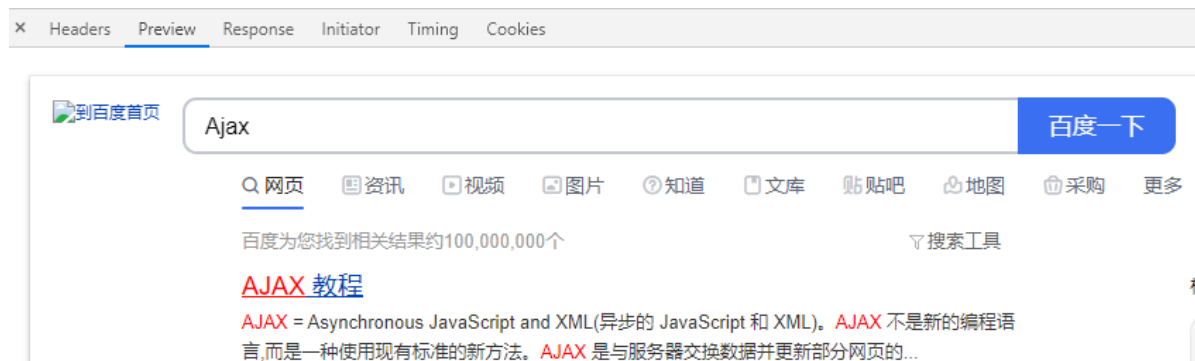 × Headers Preview Response Initiator Timing Cookies
到百度首页
Ajax
百度一下
网页 资讯 视频 图片 知道 文库 贴吧 地图 采购 更多
百度为您找到相关结果约100,000,000个
搜索工具
AJAX 教程
AJAX = Asynchronous JavaScript and XML(异步的 JavaScript 和 XML)。AJAX 不是新的编程语
言,而是一种使用现有标准的新方法。AJAX 是与服务器交换数据并更新部分网页的...